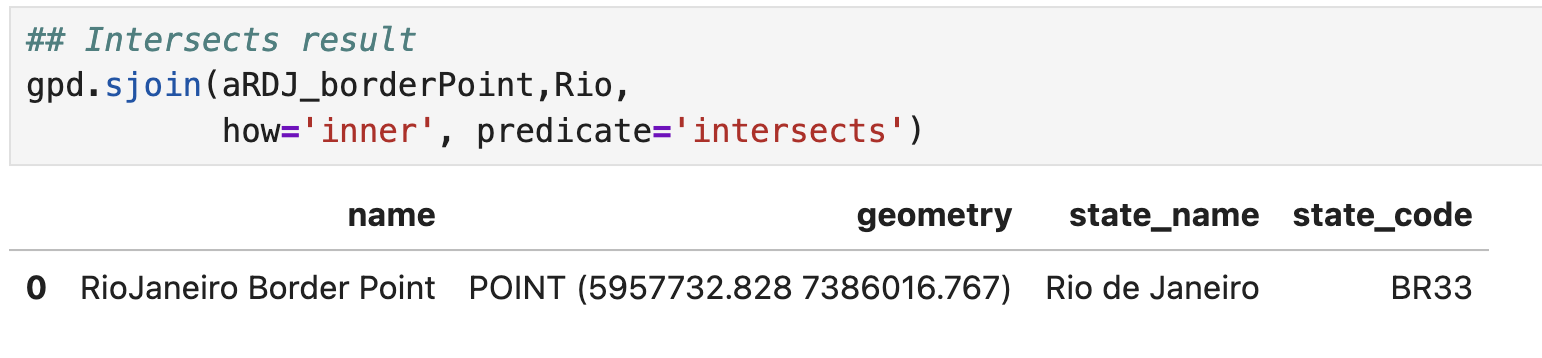 ## Intersects result
gpd.sjoin(aRDJ_borderPoint,Rio,
how='inner', predicate='intersects')
name geometry state_name state_code
0 RioJaneiro Border Point POINT (5957732.828 7386016.767) Rio de Janeiro BR33